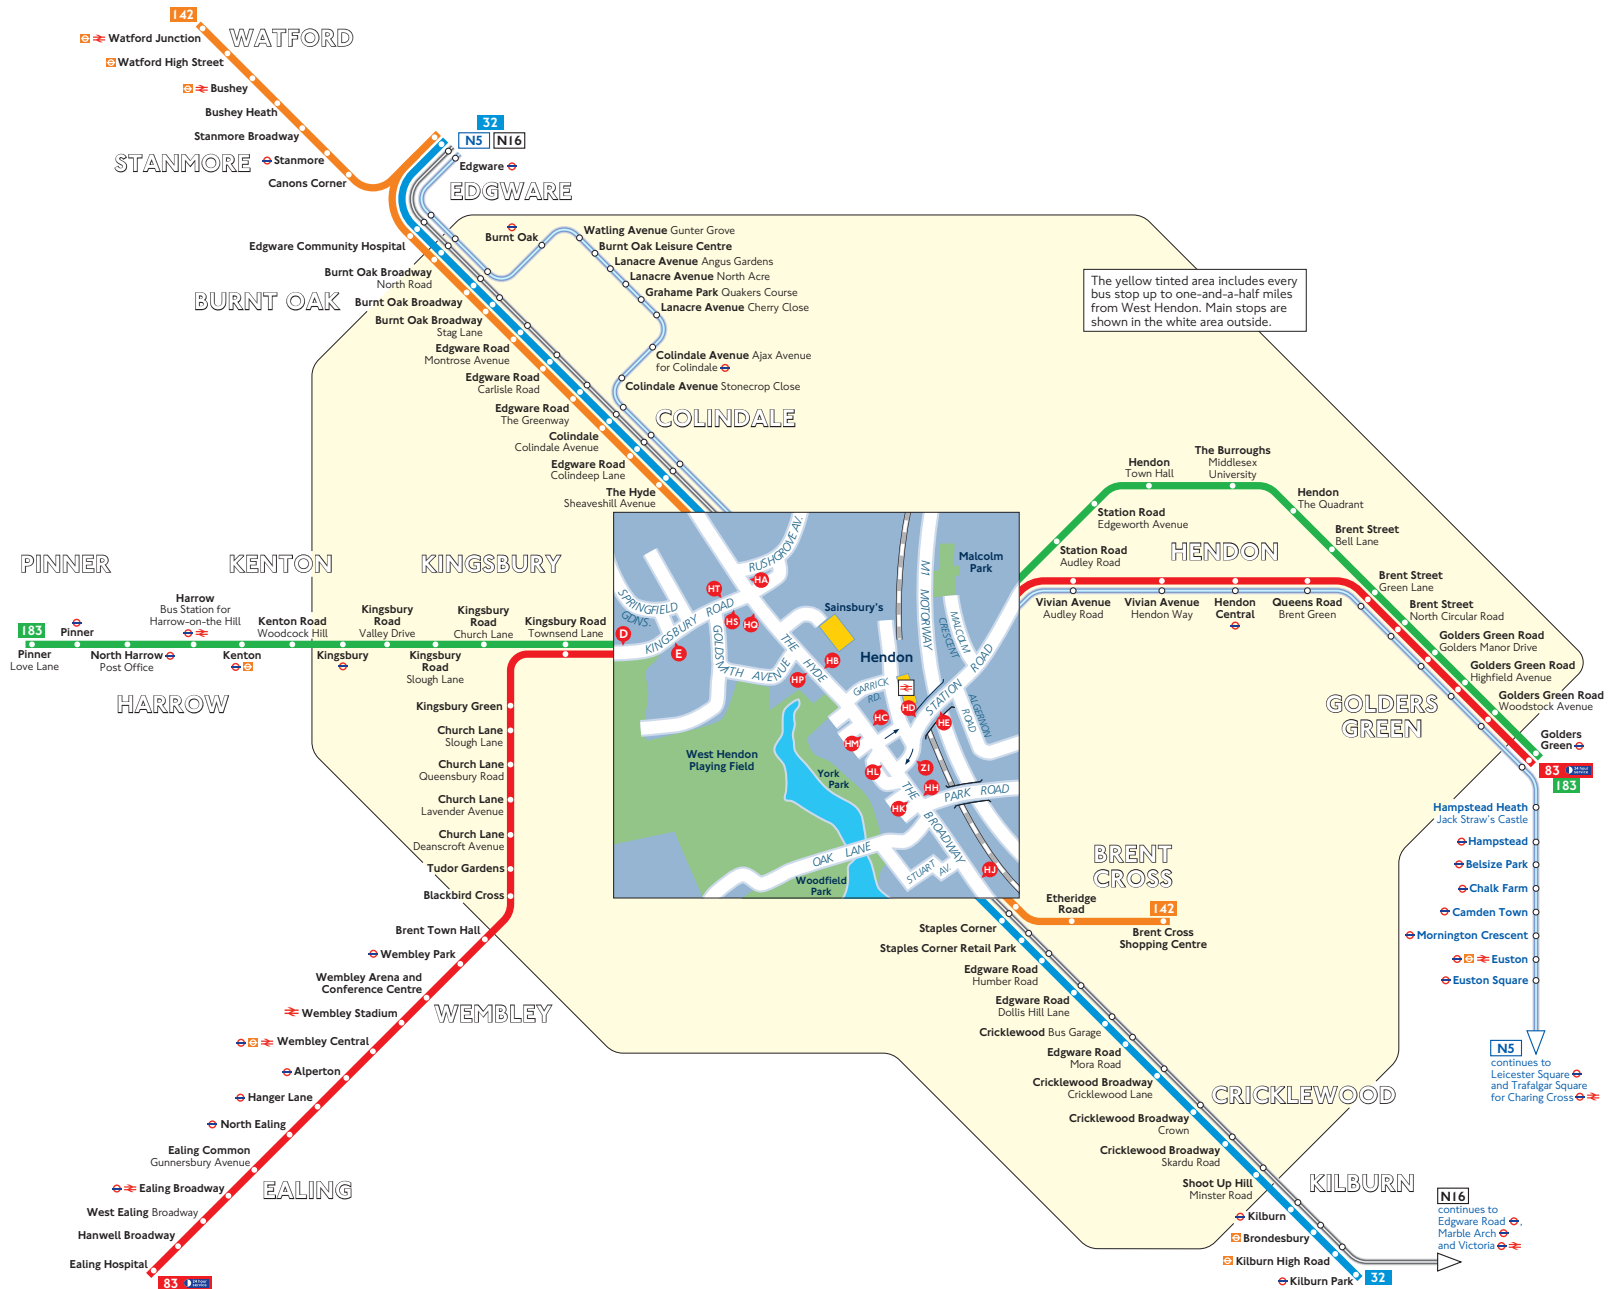 142
Watford Junction
WATFORD
Watford High Street
Bushey
Bushey Heath
Stanmore Broadway
STANMORE
Stanmore
Canons Corner
32
N5
N16
Edgware
EDGWARE
Edgware Community Hospital
Burnt Oak Broadway
North Road
BURNT OAK
Burnt Oak Broadway
Burnt Oak Broadway
Stag Lane
Edgware Road
Montrose Avenue
Edgware Road
Carlisle Road
Edgware Road
The Greenway
Colindale
Colindale Avenue
Edgware Road
Colindeep Lane
The Hyde
Sheaveshill Avenue
Burnt Oak
Watling Avenue Gunter Grove
Burnt Oak Leisure Centre
Lanacre Avenue Angus Gardens
Lanacre Avenue North Acre
Grahame Park Quakers Course
Lanacre Avenue Cherry Close
Colindale Avenue Ajax Avenue
for Colindale
Colindale Avenue Stonecrop Close
COLINDALE
The yellow tinted area includes every
bus stop up to one-and-a-half miles
from West Hendon. Main stops are
shown in the white area outside.
PINNER
KENTON
KINGSBURY
183
Pinner
Pinner
Love Lane
North Harrow
Post Office
Harrow
Bus Station for
Harrow-on-the Hill
HARROW
Kenton
Kenton Road
Woodcock Hill
Kingsbury
Kingsbury
Road
Valley Drive
Kingsbury
Road
Slough Lane
Kingsbury
Road
Church Lane
Kingsbury Road
Townsend Lane
Kingsbury Green
Church Lane
Slough Lane
Church Lane
Queensbury Road
Church Lane
Lavender Avenue
Church Lane
Deanscroft Avenue
Tudor Gardens
Blackbird Cross
Brent Town Hall
Wembley Park
Wembley Arena and
Conference Centre
Wembley Stadium
WEMBLEY
Wembley Central
Alperton
Hanger Lane
North Ealing
Ealing Common
Gunnersbury Avenue
Ealing Broadway
EALING
West Ealing Broadway
Hanwell Broadway
Ealing Hospital
83
24 hour
service
SPRINGFIELD
GDNS.
KINGSBURY ROAD
RUSHGROVE AV.
GOLDSMITH AVENUE
THE HYDE
Sainsbury's
Hendon
M1 MOTORWAY
MALCOLM
CRESCENT
Malcolm
Park
GARRICK
RD.
STATION ROAD
ALGERNON
ROAD
West Hendon
Playing Field
York
Park
THE BROADWAY
PARK ROAD
OAK LANE
STUART
AV.
Woodfield
Park
D
E
HT
HA
HS
HQ
HB
HP
HC
HD
HE
HM
HL
ZI
HH
HK
HJ
Station Road
Audley Road
Station Road
Edgeworth Avenue
Hendon
Town Hall
The Burroughs
Middlesex
University
Hendon
The Quadrant
Brent Street
Bell Lane
HENDON
Vivian Avenue
Audley Road
Vivian Avenue
Hendon Way
Hendon
Central
Queens Road
Brent Green
Brent Street
Green Lane
Brent Street
North Circular Road
Golders Green Road
Golders Manor Drive
Golders Green Road
Highfield Avenue
Golders Green Road
Woodstock Avenue
GOLDERS
GREEN
Golders
Green
83
24 hour
service
183
Hampstead Heath
Jack Straw's Castle
Hampstead
Belsize Park
Chalk Farm
Camden Town
Mornington Crescent
Euston
Euston Square
N5
continues to
Leicester Square
and Trafalgar Square
for Charing Cross
BRENT
CROSS
Etheridge
Road
142
Brent Cross
Shopping Centre
Staples Corner
Staples Corner Retail Park
Edgware Road
Humber Road
Edgware Road
Dollis Hill Lane
Cricklewood Bus Garage
Edgware Road
Mora Road
Cricklewood Broadway
Cricklewood Lane
CRICKLEWOOD
Cricklewood Broadway
Crown
Cricklewood Broadway
Skardu Road
Shoot Up Hill
Minster Road
KILBURN
Kilburn
Brondesbury
Kilburn High Road
Kilburn Park
32
N16
continues to
Edgware Road ,
Marble Arch
and Victoria